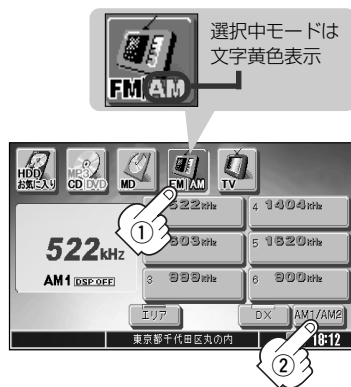 選択中モードは
文字黄色表示
FM AM
HDD
お気に入り
MP3
CD DVD
MD
FM AM
TV
522kHz
AM1 DSP OFF
522kHz
4 1404kHz
①
603kHz
5 1620kHz
3 999kHz
6 900kHz
エリア
DX
AM1/AM2
東京都千代田区丸の内
18:12
②